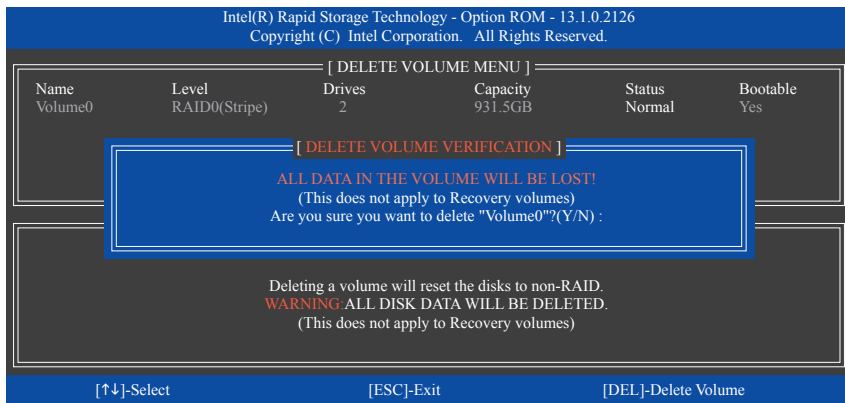 Intel(R) Rapid Storage Technology - Option ROM - 13.1.0.2126
Copyright (C) Intel Corporation. All Rights Reserved.
[ DELETE VOLUME MENU ]
Name Level Drives Capacity Status Bootable
Volume0 RAID0(Stripe) 2 931.5GB Normal Yes
[ DELETE VOLUME VERIFICATION ]
ALL DATA IN THE VOLUME WILL BE LOST!
(This does not apply to Recovery volumes)
Are you sure you want to delete "Volume0"?(Y/N) :
Deleting a volume will reset the disks to non-RAID.
WARNING:ALL DISK DATA WILL BE DELETED.
(This does not apply to Recovery volumes)
[↑↓]-Select [ESC]-Exit [DEL]-Delete Volume